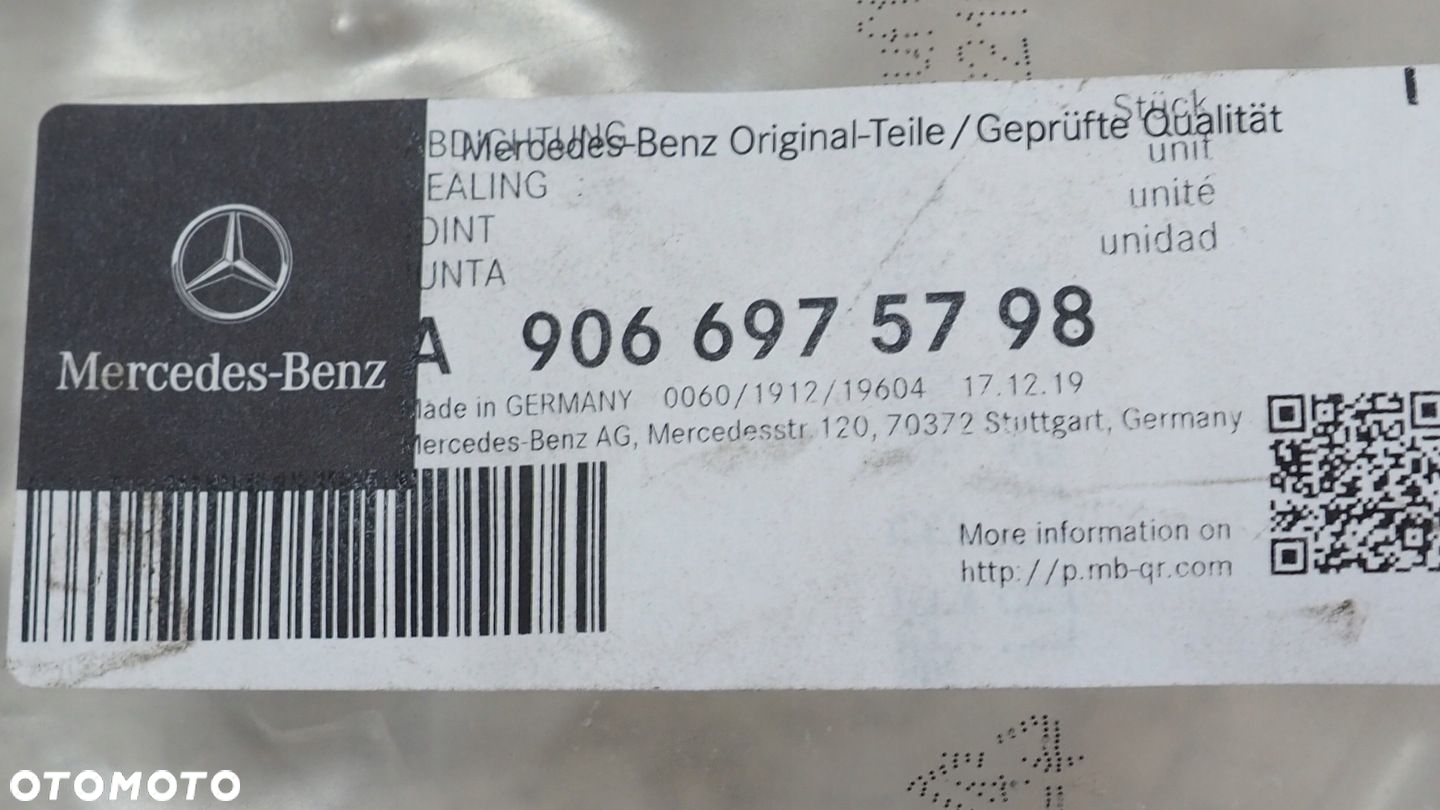 Mercedes-Benz Original-Teile/Geprüfte Qualität
BDICHTUNG
Stück
EALING :
unit
OINT
unité
UNTA
unidad
Mercedes-Benz
A 906 697 57 98
Made in GERMANY 0060/1912/19604 17.12.19
Mercedes-Benz AG, Mercedesstr. 120, 70372 Stuttgart, Germany
More information on
http://p.mb-qr.com
OTOMOTO